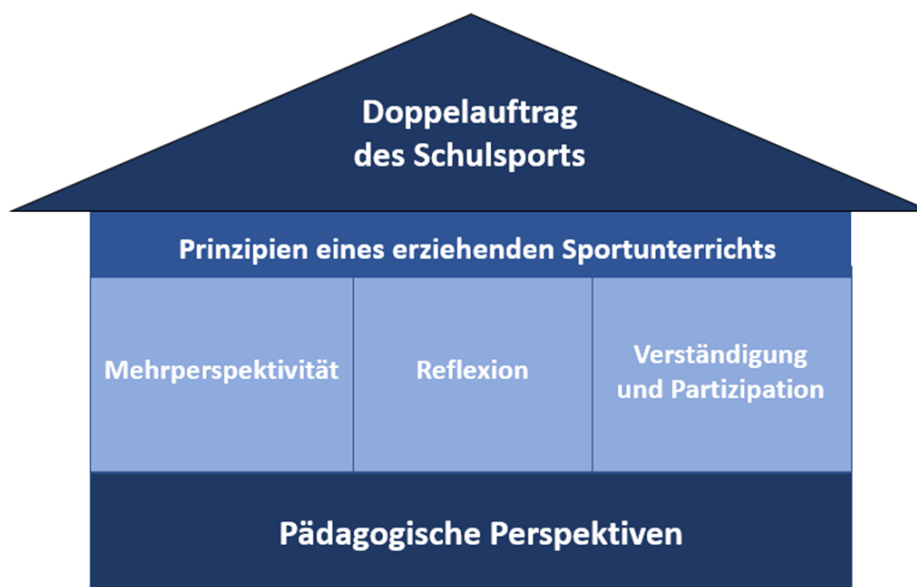 Doppelauftrag
des Schulsports
Prinzipien eines erziehenden Sportunterrichts
Mehrperspektivität
Reflexion
Verständigung
und Partizipation
Pädagogische Perspektiven